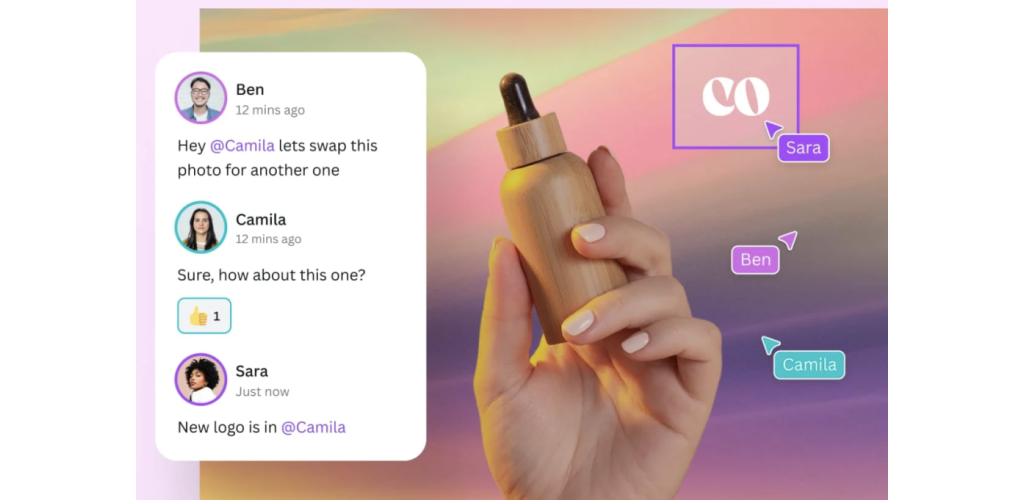 Ben
12 mins ago
Hey @Camila lets swap this
photo for another one
Camila
12 mins ago
Sure, how about this one?
1
Sara
Just now
New logo is in @Camila
co
Sara
Ben
Camila